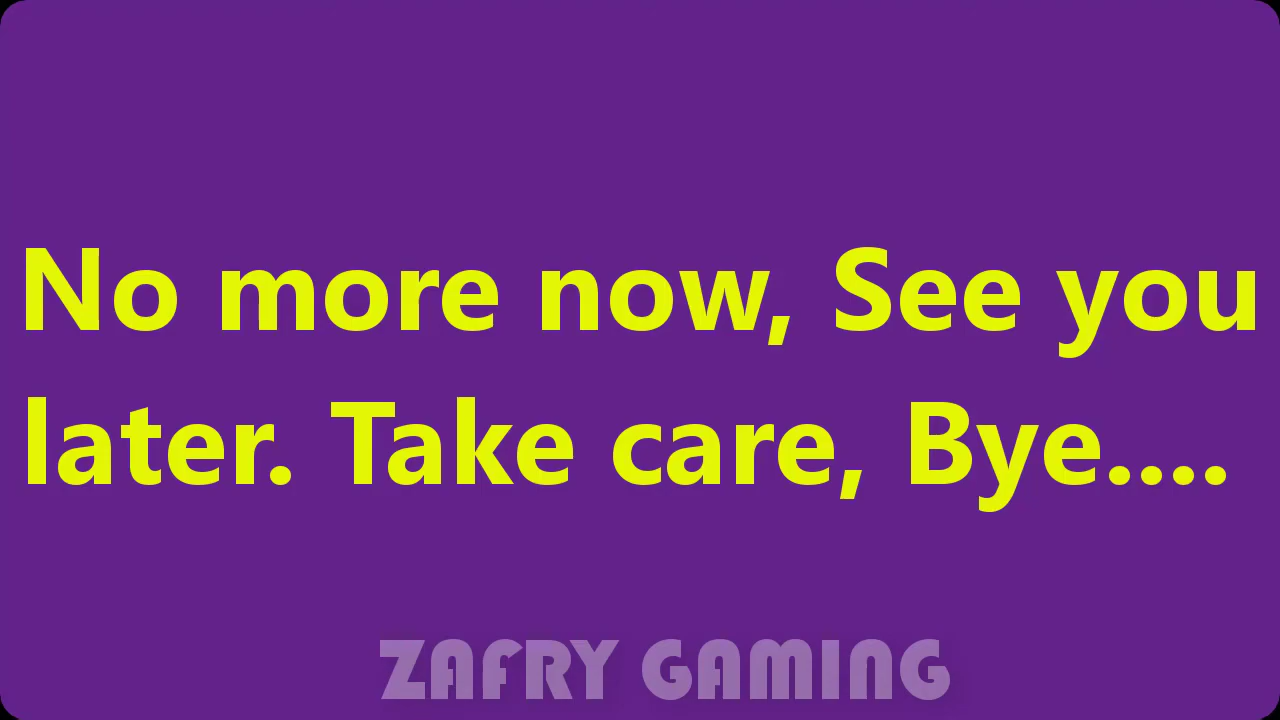 No more now, See you
later. Take care, Bye....
ZAFRY GAMING